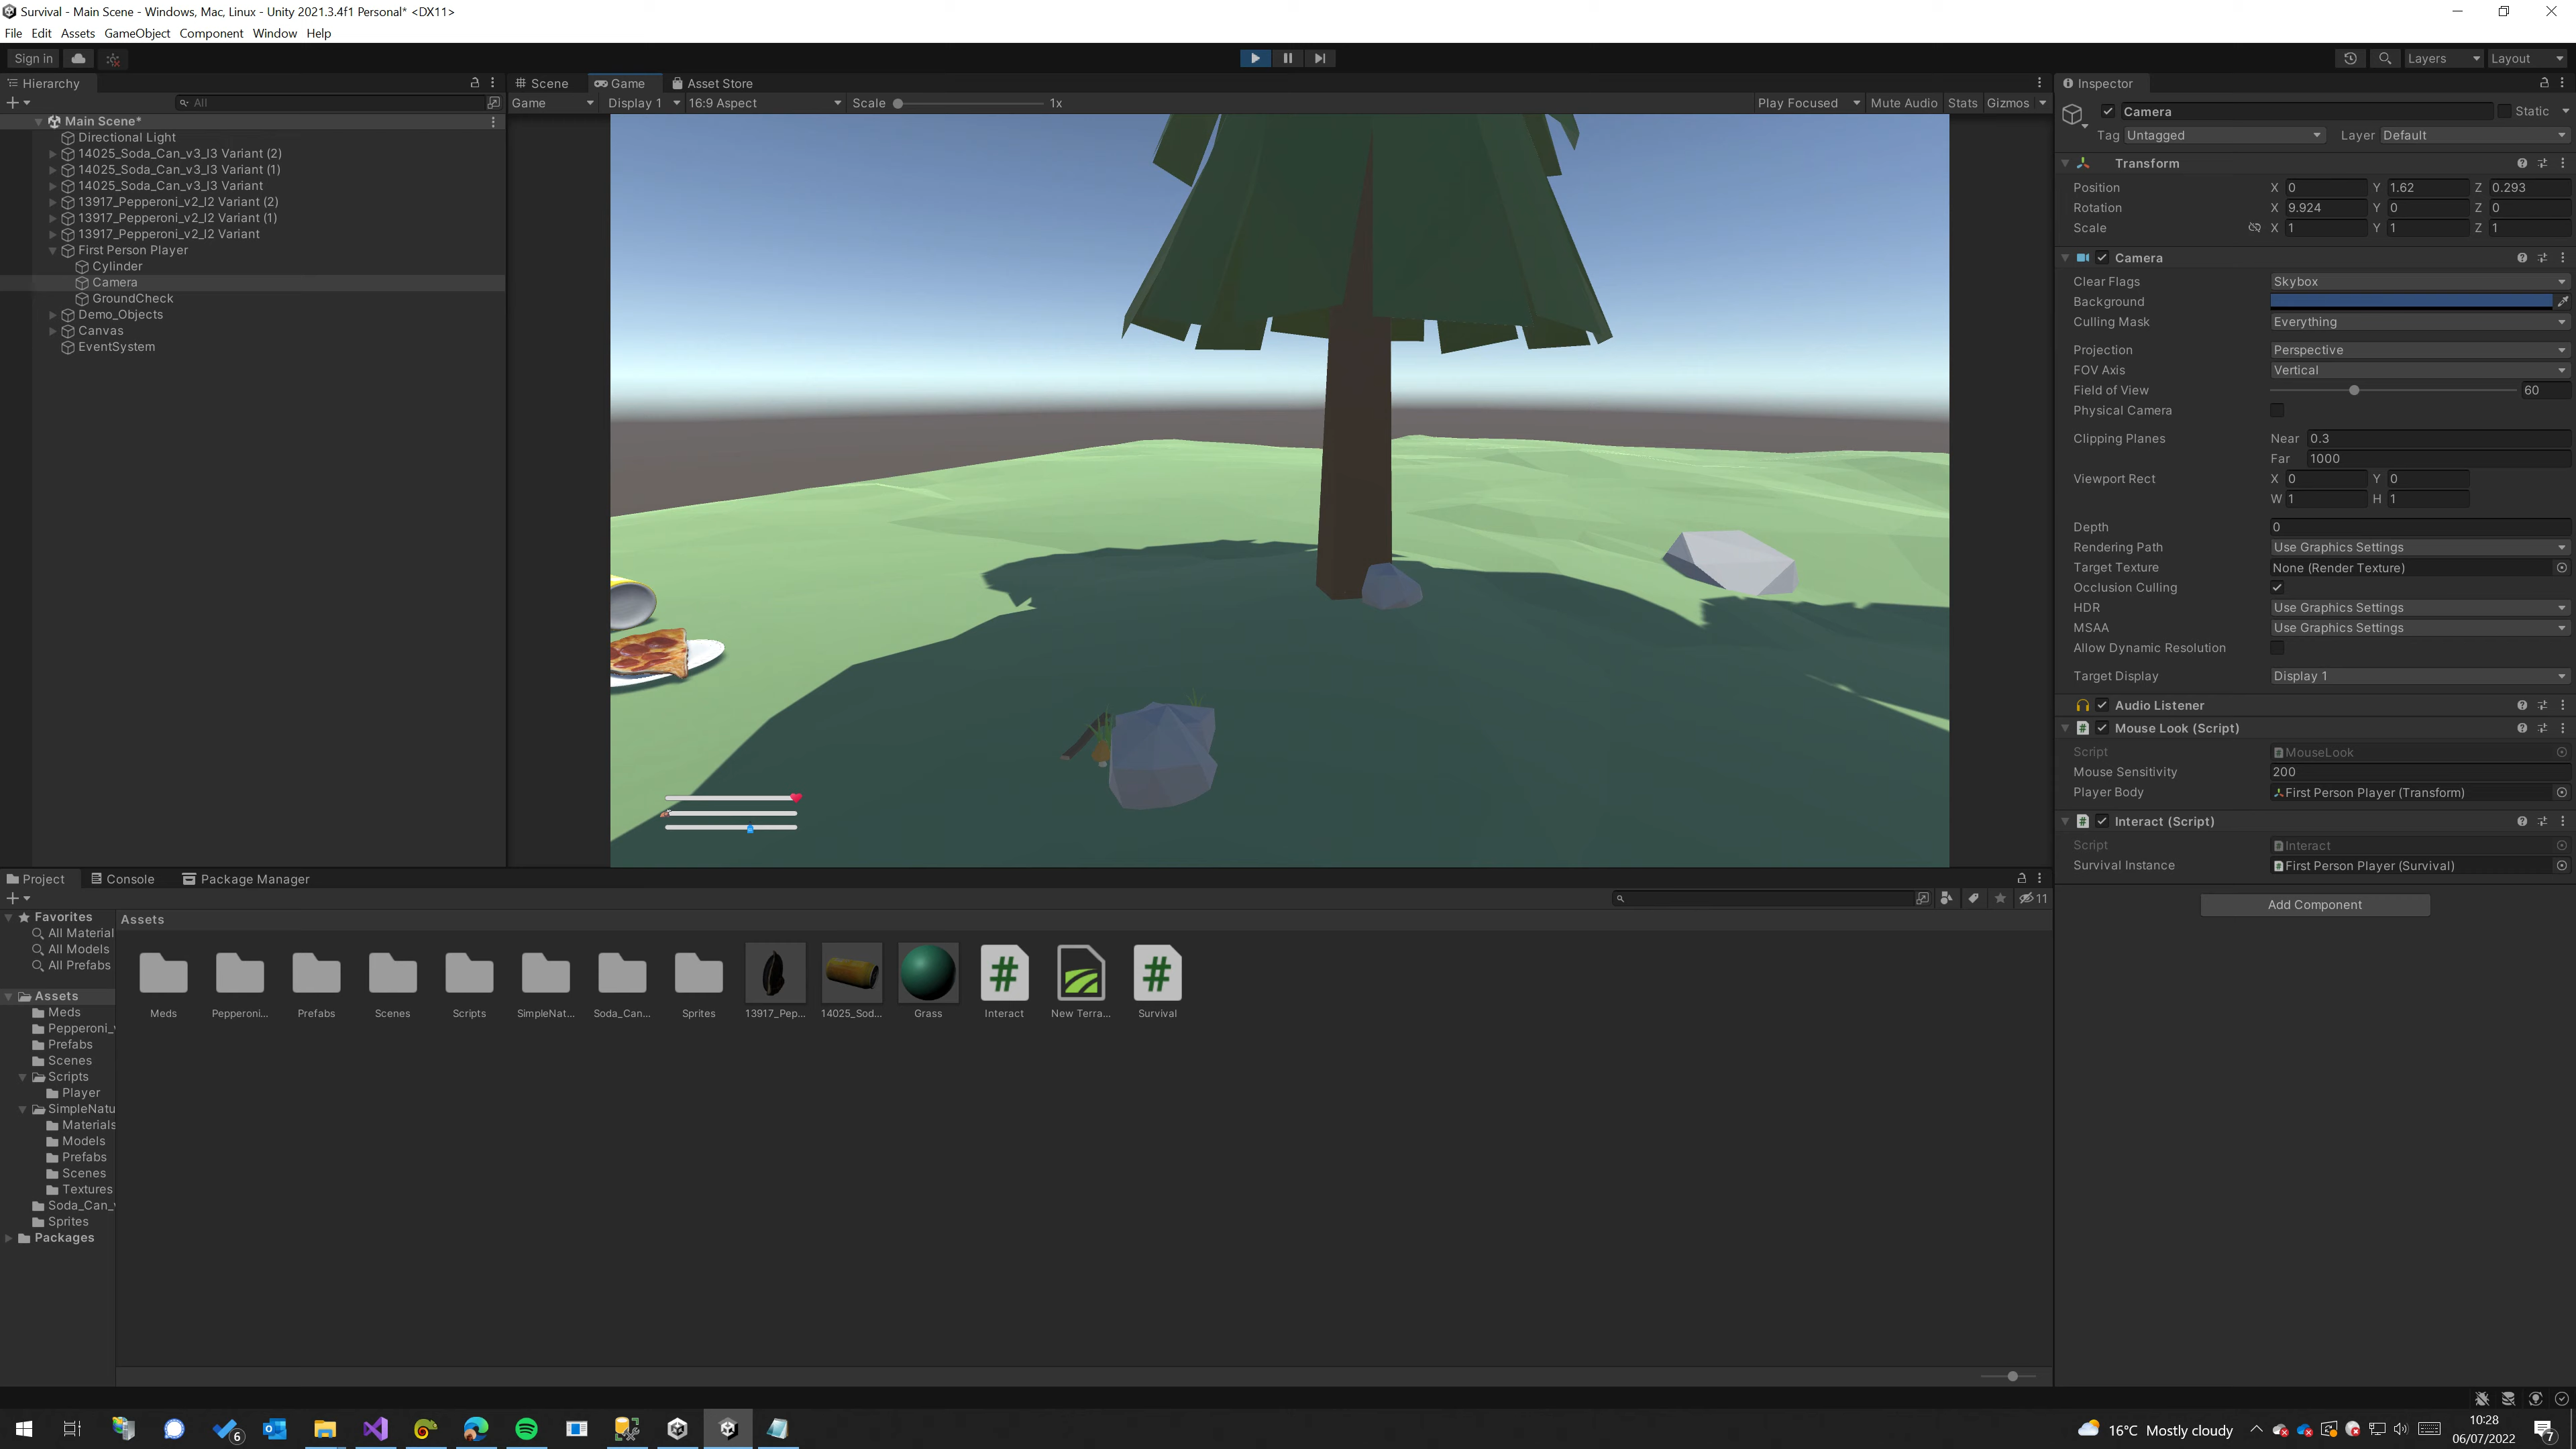 Survival - Main Scene - Windows, Mac, Linux - Unity 2021.3.4f1 Personal* <DX11>
File Edit Assets GameObject Component Window Help
Sign in Layers Layout
Hierarchy
All
Main Scene*
Directional Light
14025_Soda_Can_v3_l3 Variant (2)
14025_Soda_Can_v3_l3 Variant (1)
14025_Soda_Can_v3_l3 Variant
13917_Pepperoni_v2_l2 Variant (2)
13917_Pepperoni_v2_l2 Variant (1)
13917_Pepperoni_v2_l2 Variant
First Person Player
Cylinder
Camera
GroundCheck
Demo_Objects
Canvas
EventSystem
Scene Game Asset Store
Game Display 1 16:9 Aspect Scale 1x Play Focused Mute Audio Stats Gizmos
Inspector
Camera Static
Tag Untagged Layer Default
Transform
Position X 0 Y 1.62 Z 0.293
Rotation X 9.924 Y 0 Z 0
Scale X 1 Y 1 Z 1
Camera
Clear Flags Skybox
Background
Culling Mask Everything
Projection Perspective
FOV Axis Vertical
Field of View 60
Physical Camera
Clipping Planes Near 0.3
Far 1000
Viewport Rect X 0 Y 0
W 1 H 1
Depth 0
Rendering Path Use Graphics Settings
Target Texture None (Render Texture)
Occlusion Culling
HDR Use Graphics Settings
MSAA Use Graphics Settings
Allow Dynamic Resolution
Target Display Display 1
Audio Listener
Mouse Look (Script)
Script MouseLook
Mouse Sensitivity 200
Player Body First Person Player (Transform)
Interact (Script)
Script Interact
Survival Instance First Person Player (Survival)
Add Component
Project Console Package Manager
11
Favorites
All Material
All Models
All Prefabs
Assets
Meds
Pepperoni_v
Prefabs
Scenes
Scripts
Player
SimpleNatu
Materials
Models
Prefabs
Scenes
Textures
Soda_Can_v
Sprites
Packages
Assets
Meds Pepperoni... Prefabs Scenes Scripts SimpleNat... Soda_Can... Sprites 13917_Pep... 14025_Sod... Grass Interact New Terra... Survival
6
16°C Mostly cloudy
10:28
06/07/2022
7